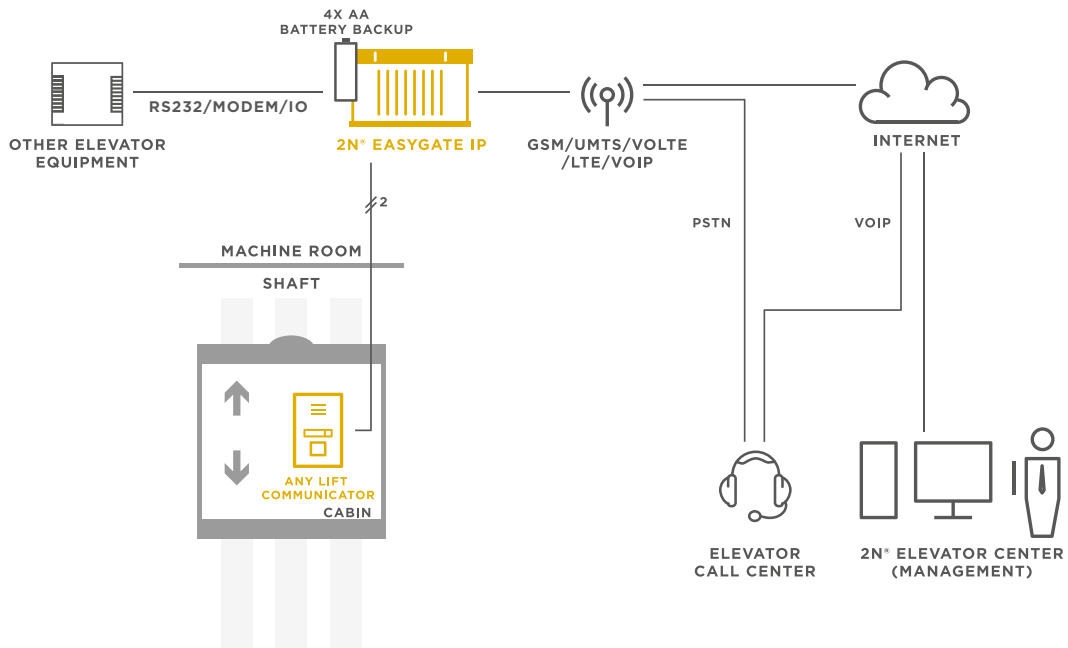 4X AA
BATTERY BACKUP
RS232/MODEM/IO
OTHER ELEVATOR
EQUIPMENT
2N® EASYGATE IP
GSM/UMTS/VOLTE
/LTE/VOIP
INTERNET
2
PSTN
VOIP
MACHINE ROOM
SHAFT
ANY LIFT
COMMUNICATOR
CABIN
ELEVATOR
CALL CENTER
2N® ELEVATOR CENTER
(MANAGEMENT)